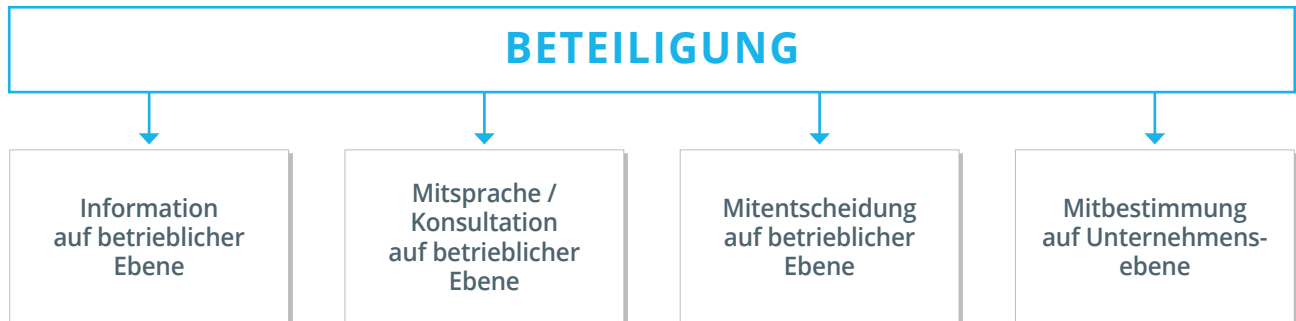 BETEILIGUNG
Information
auf betrieblicher
Ebene
Mitsprache /
Konsultation
auf betrieblicher
Ebene
Mitentscheidung
auf betrieblicher
Ebene
Mitbestimmung
auf Unternehmens-
ebene